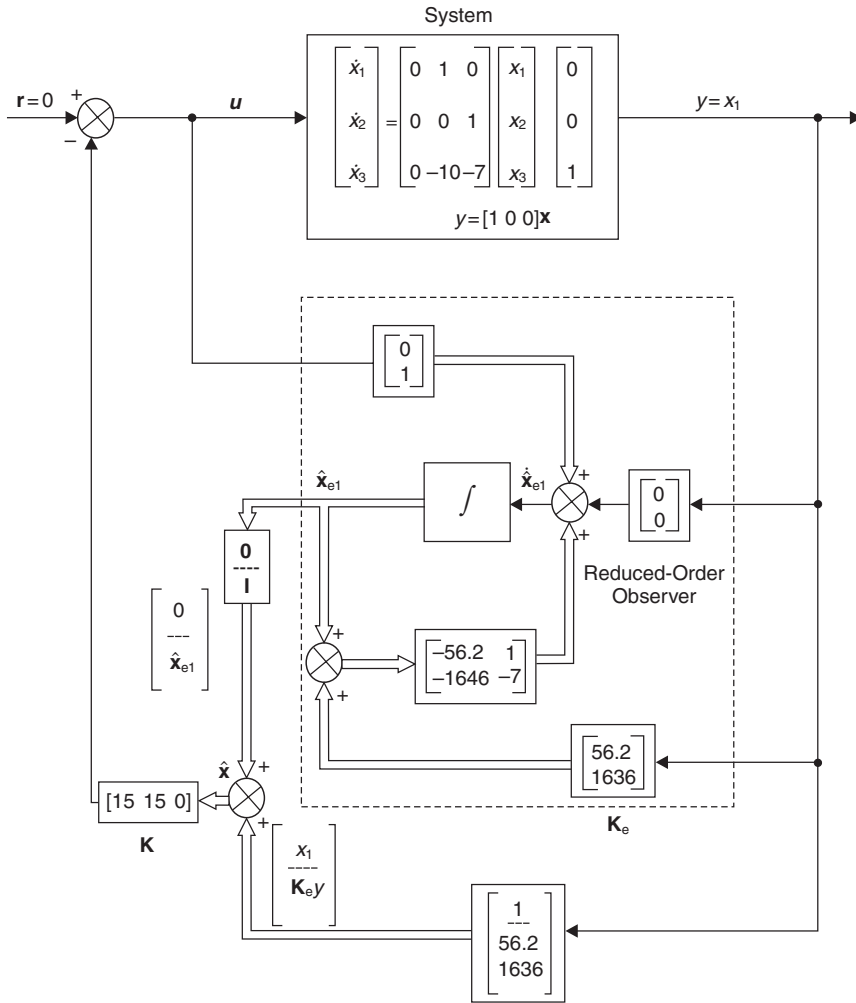 System
ẋ1 0 1 0 x1 0
r = 0 + u y = x1
ẋ2 = 0 0 1 x2 0
−
ẋ3 0 −10 −7 x3 1
y = [1 0 0]x
0
1
x̂e1 ∫ x̂̇e1 + 0
0
+
0
----
I
Reduced-Order
Observer
0
---
x̂e1
+
−56.2 1
−1646 −7
+
56.2
1636
x̂ +
[15 15 0]
K
+
Ke
x1
----
Key
1
---
56.2
1636